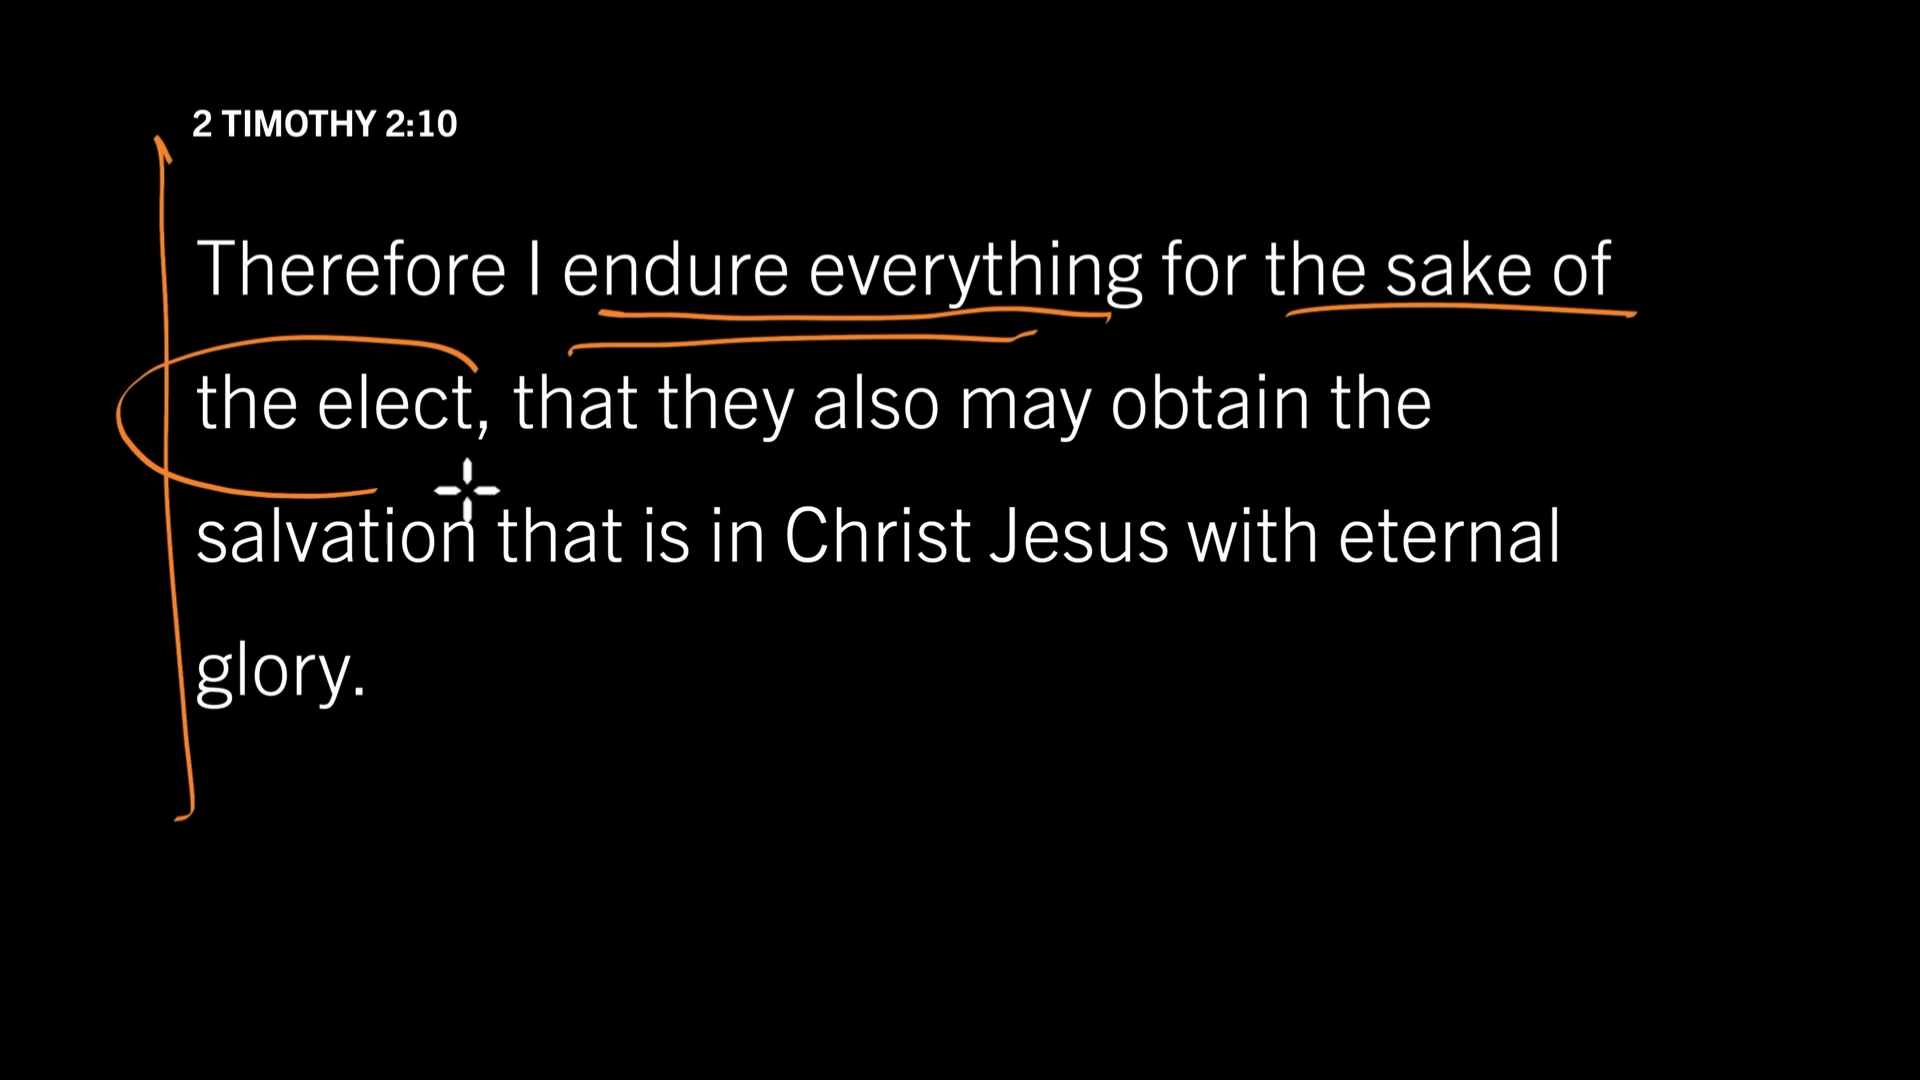 2 TIMOTHY 2:10
Therefore I endure everything for the sake of
the elect, that they also may obtain the
salvation that is in Christ Jesus with eternal
glory.